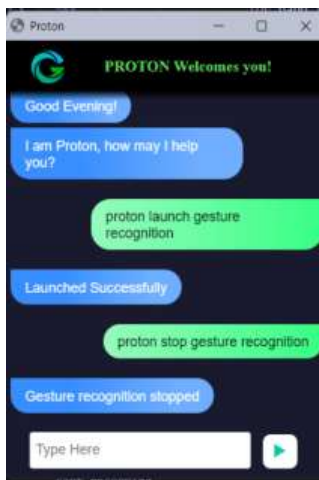 Proton
PROTON Welcomes you!
Good Evening!
I am Proton, how may I help
you?
proton launch gesture
recognition
Launched Successfully
proton stop gesture recognition
Gesture recognition stopped
Type Here